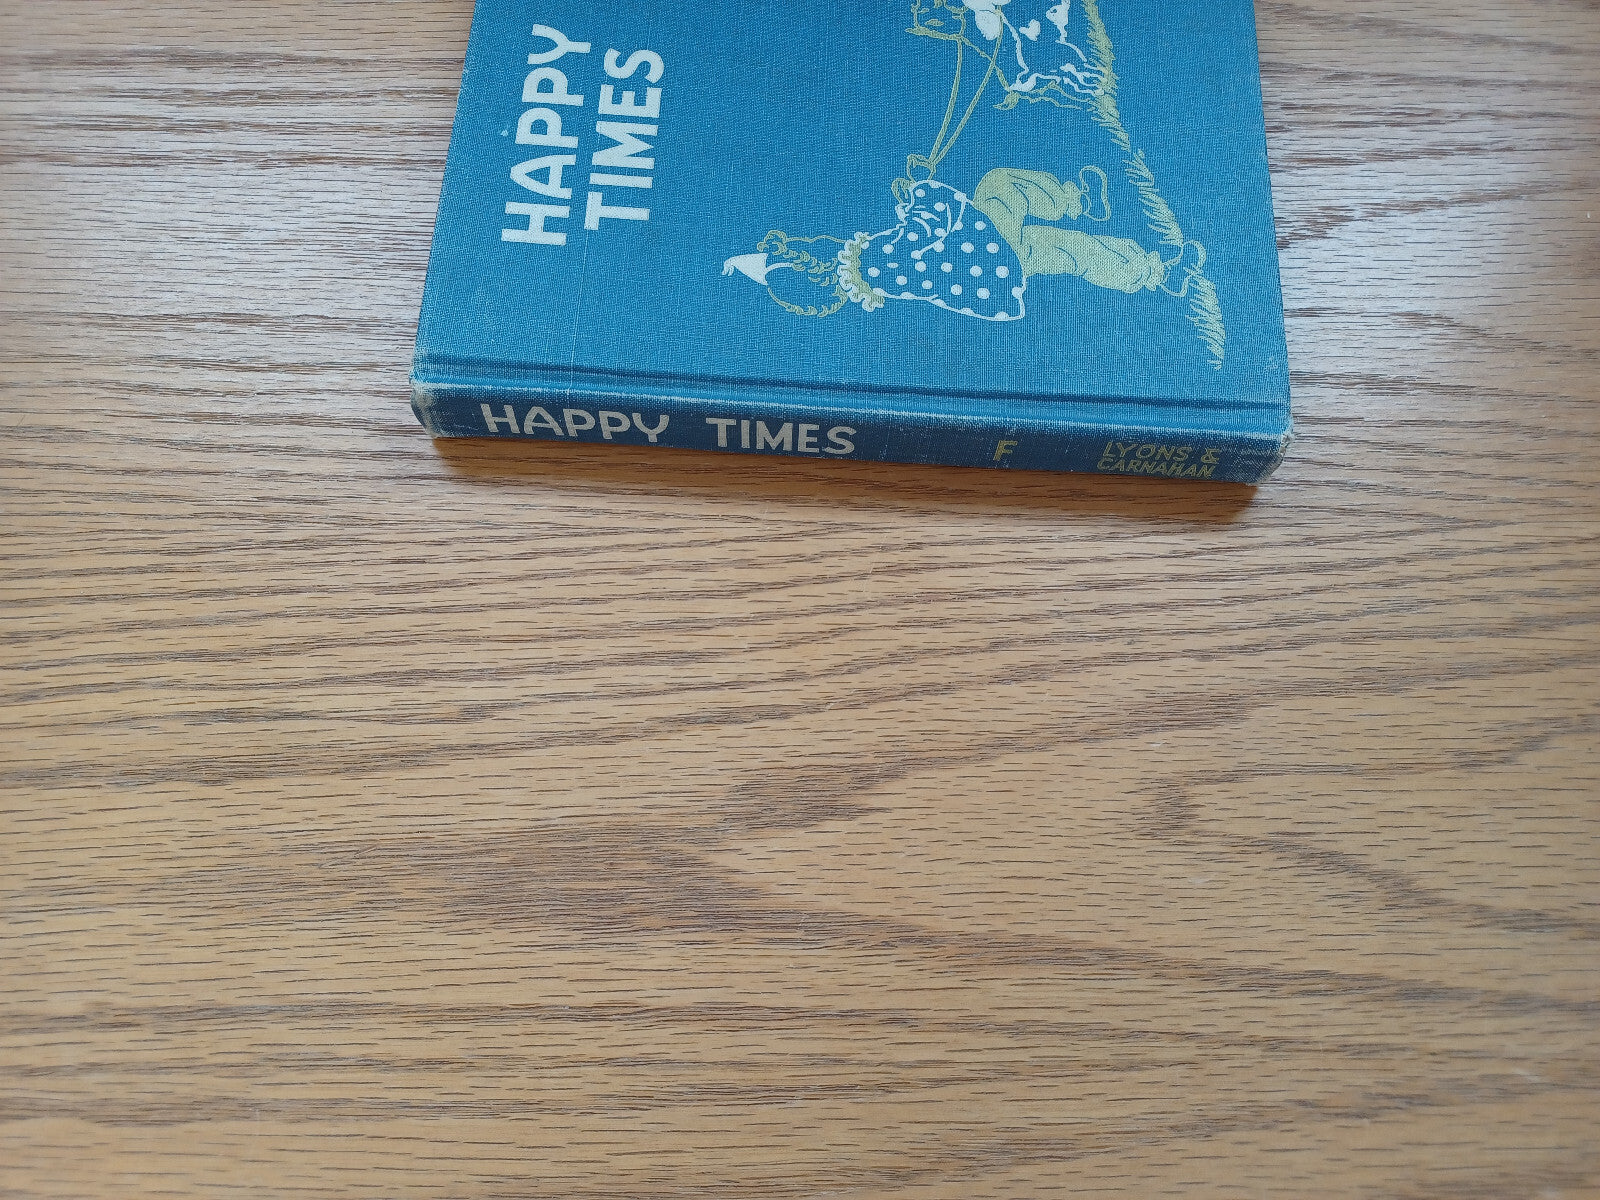 HAPPY
TIMES
HAPPY TIMES
F
LYONS &
CARNAHAN